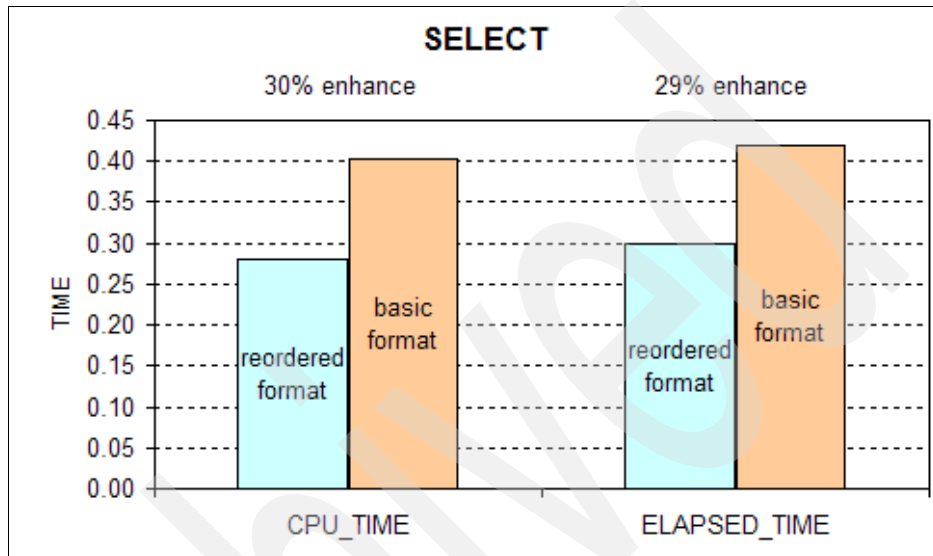 SELECT
30% enhance
29% enhance
0.45
0.40
0.35
0.30
0.25
0.20
0.15
0.10
0.05
0.00
TIME
reordered
format
basic
format
reordered
format
basic
format
CPU_TIME
ELAPSED_TIME